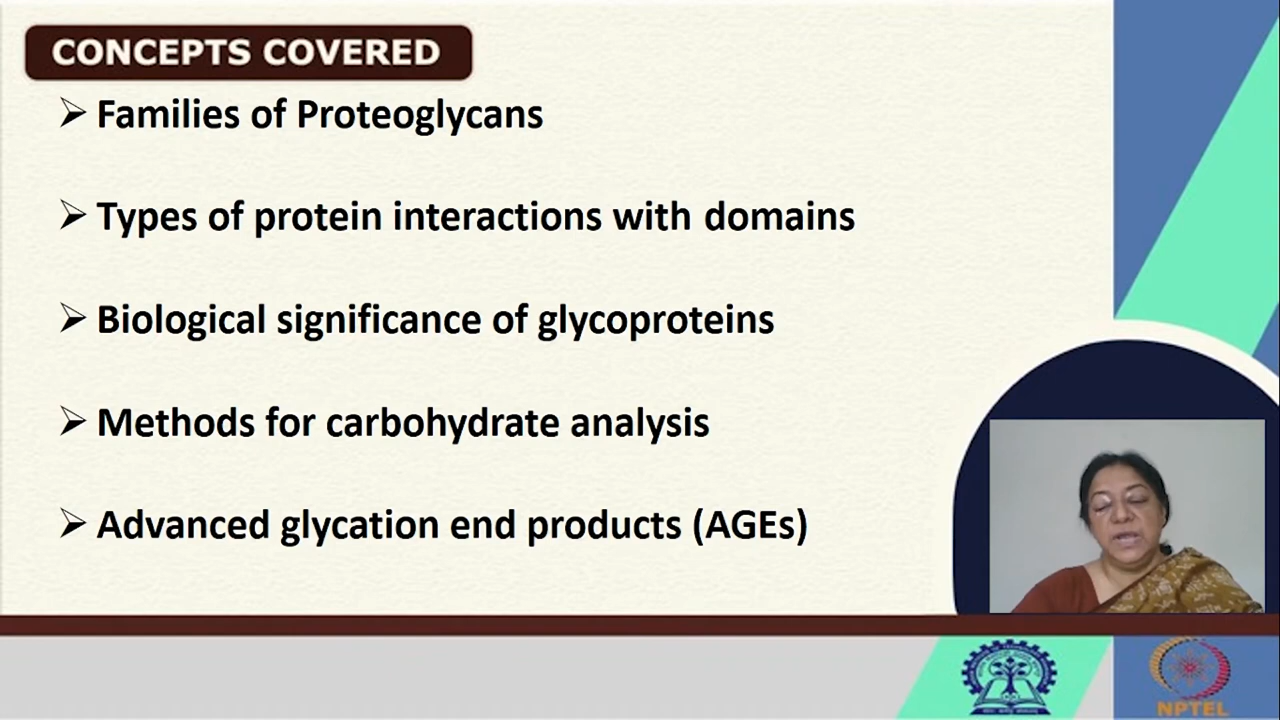 CONCEPTS COVERED
➢ Families of Proteoglycans
➢ Types of protein interactions with domains
➢ Biological significance of glycoproteins
➢ Methods for carbohydrate analysis
➢ Advanced glycation end products (AGEs)
NPTEL